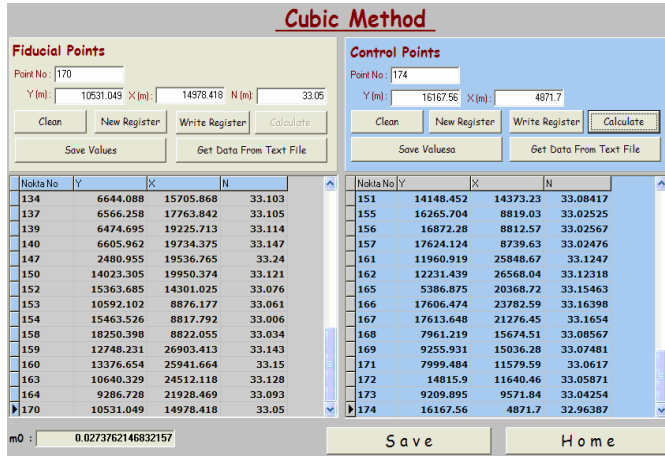 Cubic Method
Fiducial Points
Point No : 170
Y (m) : 10531.049 X (m) : 14978.418 N (m): 33.05
Clean New Register Write Register Calculate
Save Values Get Data From Text File
Nokta No Y X N
134 6644.088 15705.868 33.103
137 6566.258 17763.842 33.105
139 6474.695 19225.713 33.114
140 6605.962 19734.375 33.147
147 2480.955 19536.765 33.24
150 14023.305 19950.374 33.121
152 15363.685 14301.025 33.076
153 10592.102 8876.177 33.061
154 15463.526 8817.792 33.006
158 18250.398 8822.055 33.034
159 12748.231 26903.413 33.143
160 13376.654 25941.664 33.15
163 10640.329 24512.118 33.128
164 9286.728 21928.469 33.093
170 10531.049 14978.418 33.05
m0 : 0.0273762146832157
Control Points
Point No : 174
Y (m) : 16167.56 X (m) : 4871.7
Clean New Register Write Register Calculate
Save Valuesa Get Data From Text File
Nokta No Y X N
151 14148.452 14373.23 33.08417
155 16265.704 8819.03 33.02525
156 16872.28 8812.57 33.02567
157 17624.124 8739.63 33.02476
161 11960.919 25848.67 33.1247
162 12231.439 26568.04 33.12318
165 5386.875 20368.72 33.15463
166 17606.474 23782.59 33.16398
167 17613.648 21276.45 33.1654
168 7961.219 15674.51 33.08567
169 9255.931 15036.28 33.07481
171 7999.484 11579.59 33.0617
172 14815.9 11640.46 33.05871
173 9209.895 9571.84 33.04254
174 16167.56 4871.7 32.96387
Save Home